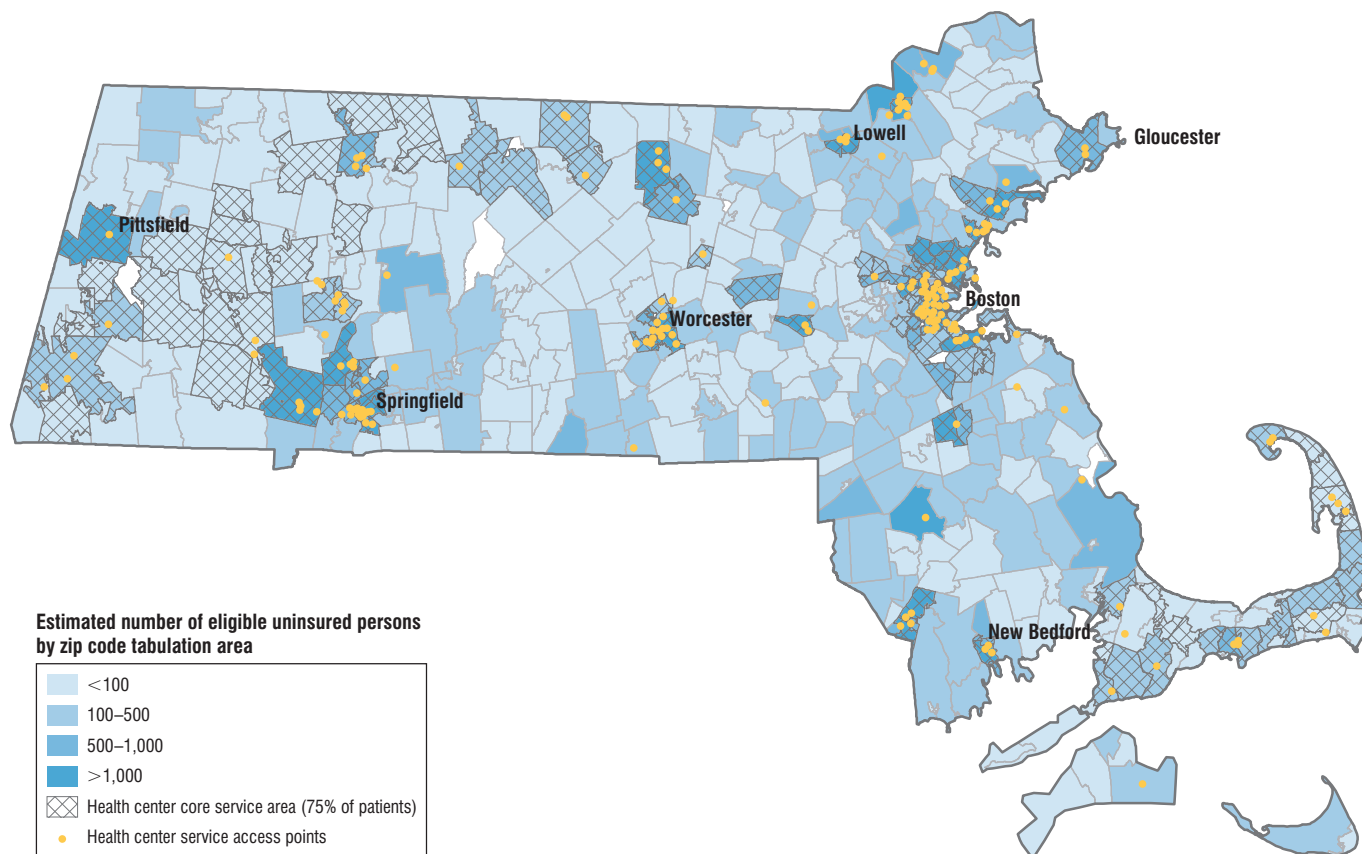 Lowell
Gloucester
Pittsfield
Boston
Worcester
Springfield
New Bedford
Estimated number of eligible uninsured persons
by zip code tabulation area
<100
100–500
500–1,000
>1,000
Health center core service area (75% of patients)
Health center service access points